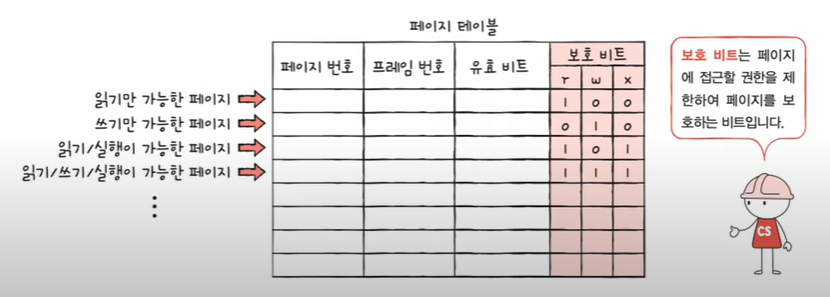 페이지 테이블
페이지 번호 프레임 번호 유효 비트 보호 비트
r w x
읽기만 가능한 페이지 1 0 0
쓰기만 가능한 페이지 0 1 0
읽기/실행이 가능한 페이지 1 0 1
읽기/쓰기/실행이 가능한 페이지 1 1 1
보호 비트는 페이지
에 접근할 권한을 제
한하여 페이지를 보
호하는 비트입니다.
CS